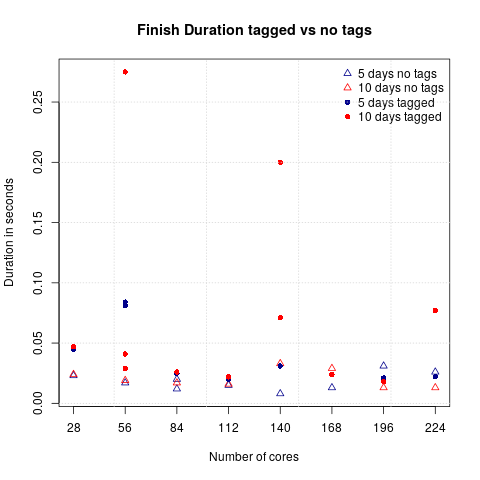 Finish Duration tagged vs no tags
5 days no tags
10 days no tags
5 days tagged
10 days tagged
Duration in seconds
0.25
0.20
0.15
0.10
0.05
0.00
28 56 84 112 140 168 196 224
Number of cores